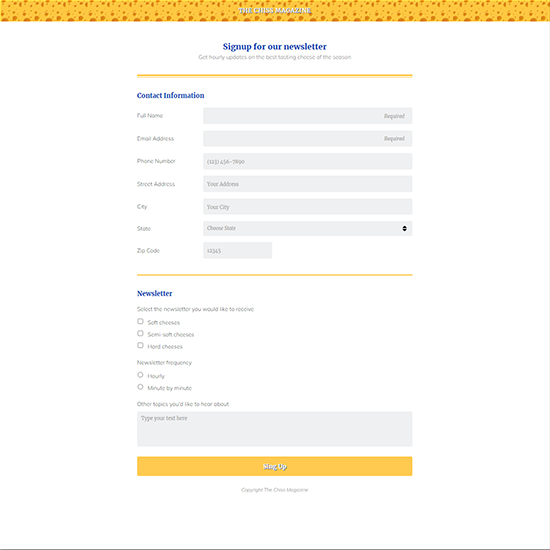 THE CHISS MAGAZINE
Signup for our newsletter
Get hourly updates on the best tasting cheese of the season
Contact Information
Full Name
Required
Email Address
Required
Phone Number
(123) 456-7890
Street Address
Your Address
City
Your City
State
Choose State
Zip Code
12345
Newsletter
Select the newsletter you would like to receive
Soft cheeses
Semi-soft cheeses
Hard cheeses
Newsletter frequency
Hourly
Minute by minute
Other topics you'd like to hear about
Type your text here
Sing Up
Copyright The Chiss Magazine